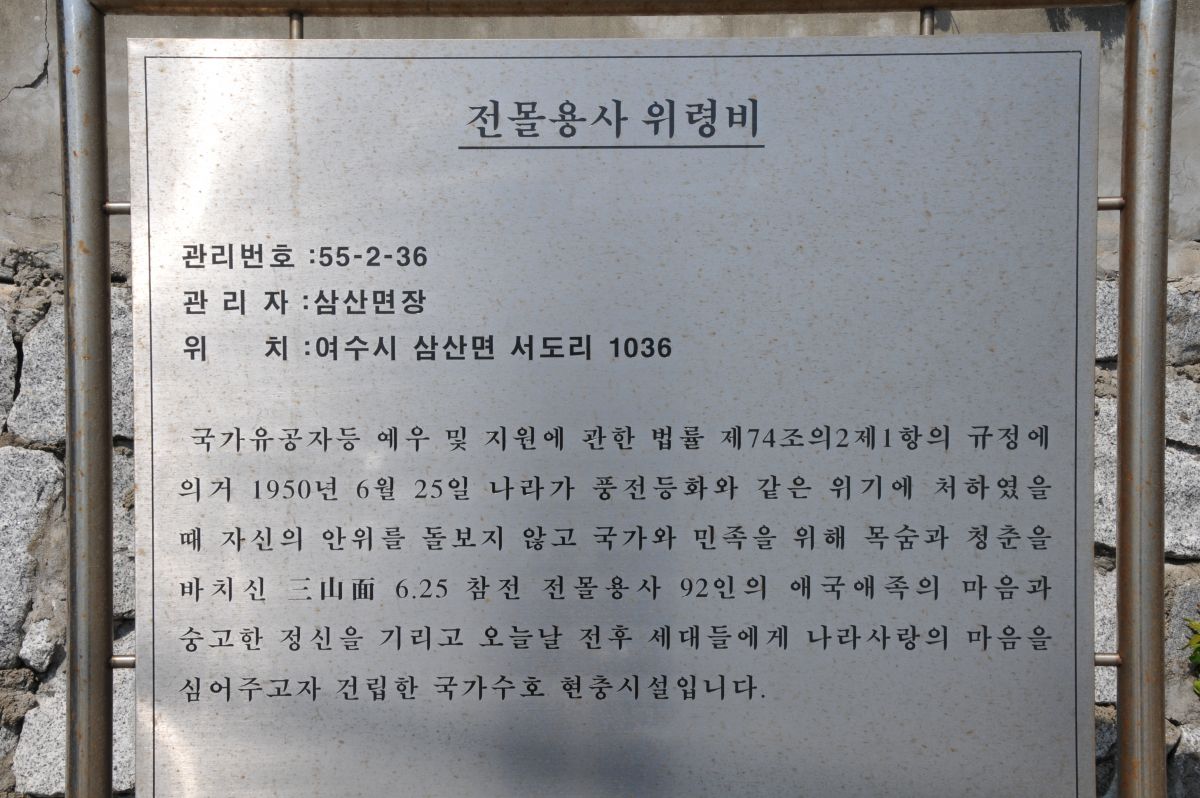 전몰용사 위령비
관리번호 :55-2-36
관 리 자 :삼산면장
위 치 :여수시 삼산면 서도리 1036
국가유공자등 예우 및 지원에 관한 법률 제74조의2제1항의 규정에
의거 1950년 6월 25일 나라가 풍전등화와 같은 위기에 처하였을
때 자신의 안위를 돌보지 않고 국가와 민족을 위해 목숨과 청춘을
바치신 三山面 6.25 참전 전몰용사 92인의 애국애족의 마음과
숭고한 정신을 기리고 오늘날 전후 세대들에게 나라사랑의 마음을
심어주고자 건립한 국가수호 현충시설입니다.